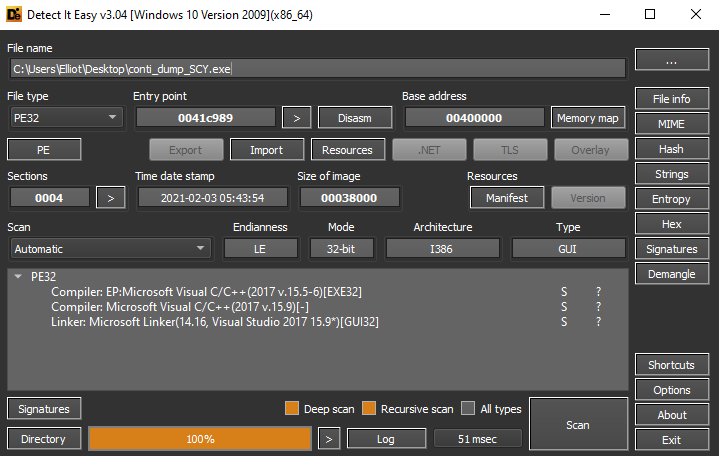 Detect It Easy v3.04 [Windows 10 Version 2009](x86_64)
File name
C:\Users\Elliot\Desktop\conti_dump_SCY.exe
...
File type Entry point Base address
PE32 0041c989 > Disasm 00400000 Memory map
File info
MIME
PE Export Import Resources .NET TLS Overlay
Hash
Sections Time date stamp Size of image Resources
Strings
0004 > 2021-02-03 05:43:54 00038000 Manifest Version
Entropy
Scan Endianness Mode Architecture Type
Hex
Automatic LE 32-bit I386 GUI
Signatures
Demangle
PE32
Compiler: EP:Microsoft Visual C/C++(2017 v.15.5-6)[EXE32] S ?
Compiler: Microsoft Visual C/C++(2017 v.15.9)[-] S ?
Linker: Microsoft Linker(14.16, Visual Studio 2017 15.9*)[GUI32] S ?
Shortcuts
Options
Signatures Deep scan Recursive scan All types Scan
About
Directory 100% > Log 51 msec
Exit